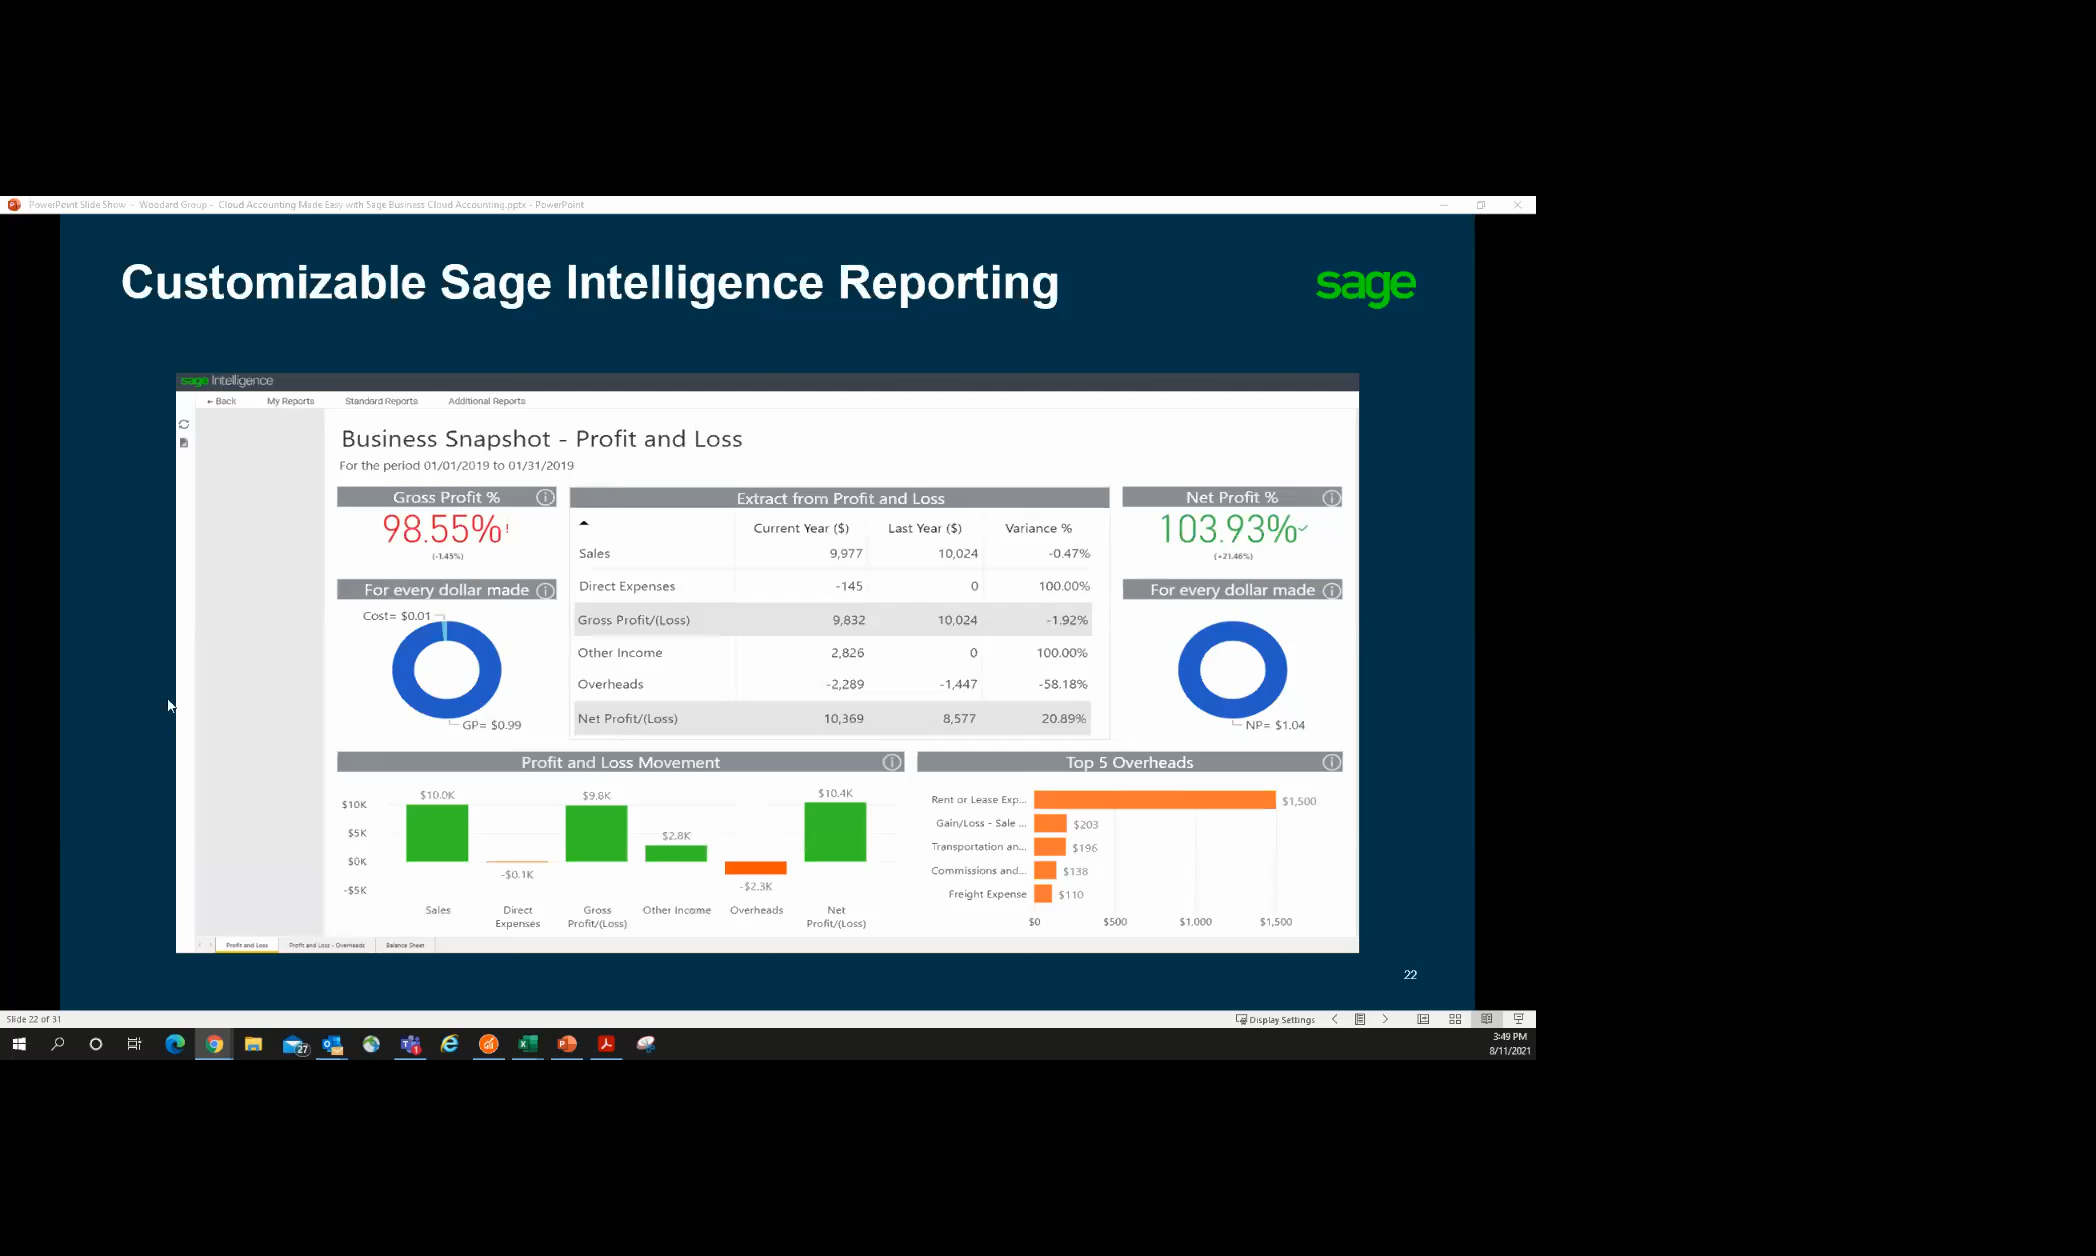 PowerPoint Slide Show - Woodard Group - Cloud Accounting Made Easy with Sage Business Cloud Accounting.pptx - PowerPoint
Customizable Sage Intelligence Reporting
sage
sage Intelligence
← Back My Reports Standard Reports Additional Reports
Business Snapshot - Profit and Loss
For the period 01/01/2019 to 01/31/2019
Gross Profit %
98.55%!
(-1.45%)
For every dollar made
Cost= $0.01
GP= $0.99
Extract from Profit and Loss
Current Year ($) Last Year ($) Variance %
Sales 9,977 10,024 -0.47%
Direct Expenses -145 0 100.00%
Gross Profit/(Loss) 9,832 10,024 -1.92%
Other Income 2,826 0 100.00%
Overheads -2,289 -1,447 -58.18%
Net Profit/(Loss) 10,369 8,577 20.89%
Net Profit %
103.93%
(+21.46%)
For every dollar made
NP= $1.04
Profit and Loss Movement
$10K
$5K
$0K
-$5K
$10.0K
-$0.1K
$9.8K
$2.8K
-$2.3K
$10.4K
Sales
Direct
Expenses
Gross
Profit/(Loss)
Other Income
Overheads
Net
Profit/(Loss)
Top 5 Overheads
Rent or Lease Exp... $1,500
Gain/Loss - Sale ... $203
Transportation an... $196
Commissions and... $138
Freight Expense $110
$0 $500 $1,000 $1,500
Profit and Loss Profit and Loss - Overheads Balance Sheet
22
Slide 22 of 31
Display Settings
27
1
3:49 PM
8/11/2021